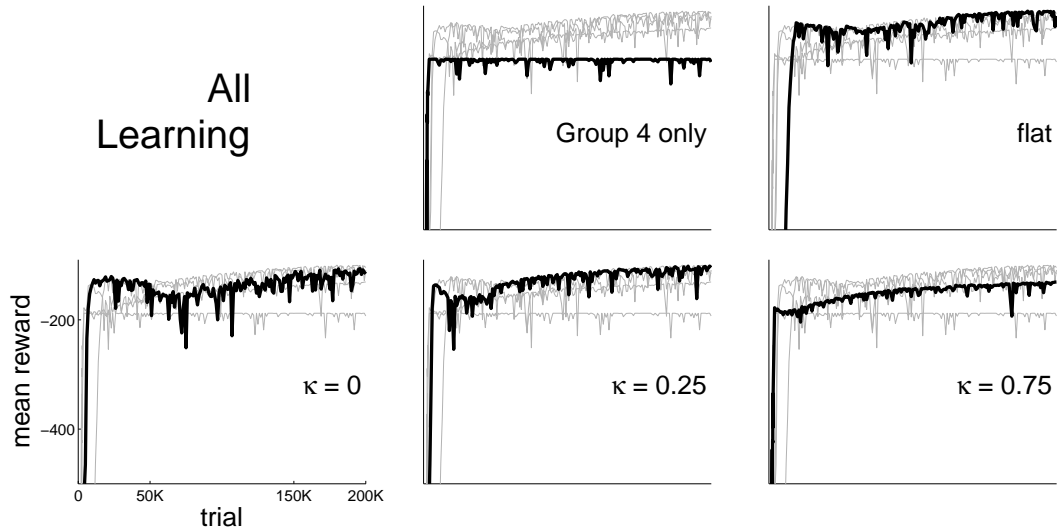 All
Learning
Group 4 only
flat
mean reward
−200
−400
κ = 0
0
50K
150K
200K
trial
κ = 0.25
κ = 0.75